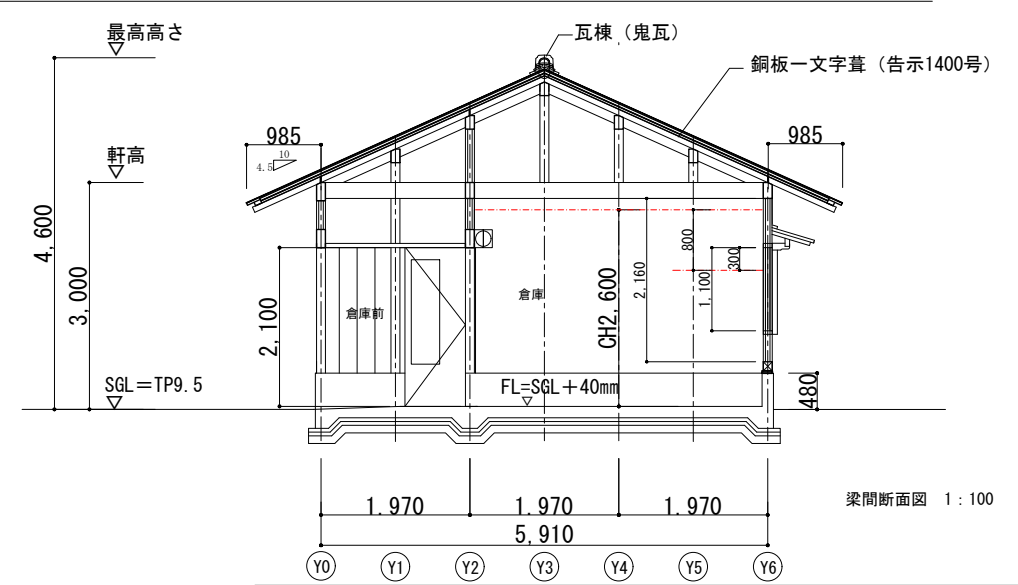 最高高さ
瓦棟（鬼瓦）
銅板一文字葺（告示1400号）
985
985
軒高
10
4.5
4,600
3,000
2,100
倉庫前
倉庫
CH2,600
2,160
800
1,100
300
SGL＝TP9.5
FL=SGL＋40mm
480
1.970
1.970
1.970
5,910
梁間断面図 1：100
Y0
Y1
Y2
Y3
Y4
Y5
Y6